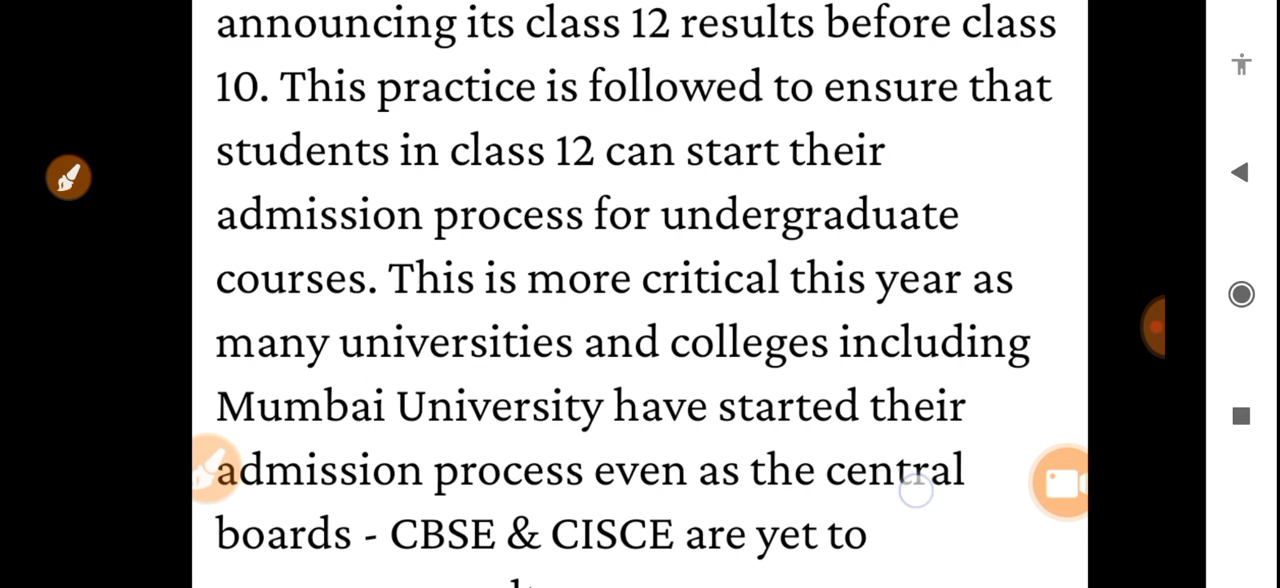 announcing its class 12 results before class
10. This practice is followed to ensure that
students in class 12 can start their
admission process for undergraduate
courses. This is more critical this year as
many universities and colleges including
Mumbai University have started their
admission process even as the central
boards - CBSE & CISCE are yet to